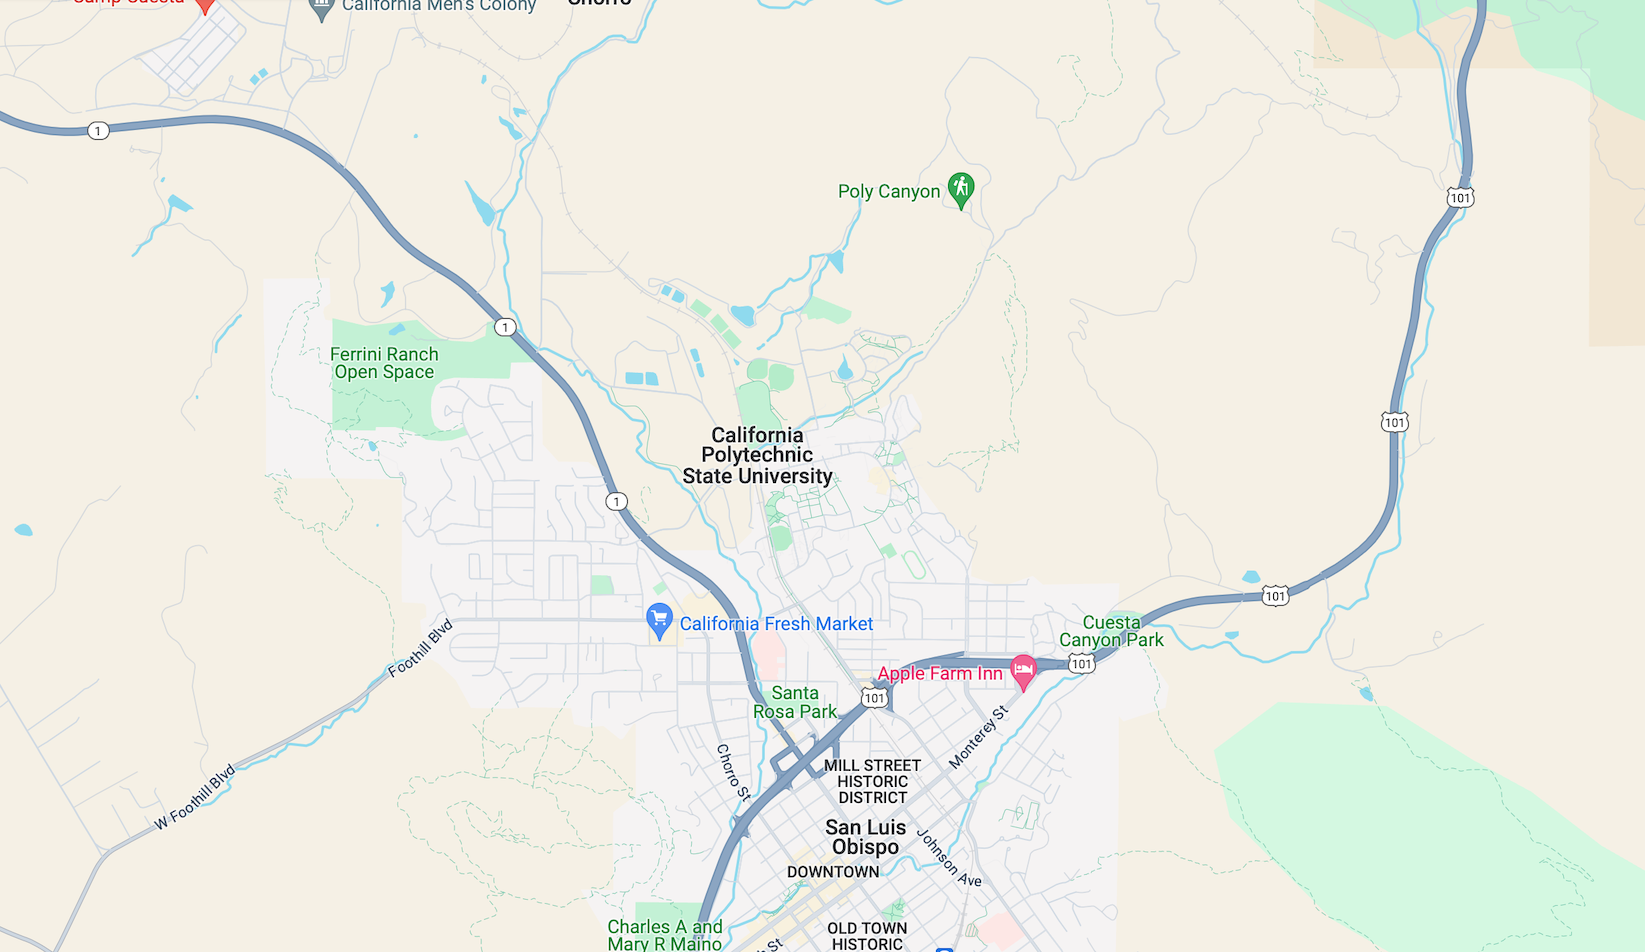 Camp Cuesta
California Men's Colony
Chorro
1
Poly Canyon
101
1
Ferrini Ranch
Open Space
101
California
Polytechnic
State University
1
101
California Fresh Market
Cuesta
Canyon Park
Foothill Blvd
101
Apple Farm Inn
Santa
Rosa Park
101
Monterey St
Chorro St
MILL STREET
HISTORIC
DISTRICT
W Foothill Blvd
San Luis
Obispo
Johnson Ave
DOWNTOWN
Charles A and
Mary R Maino
OLD TOWN
HISTORIC
St